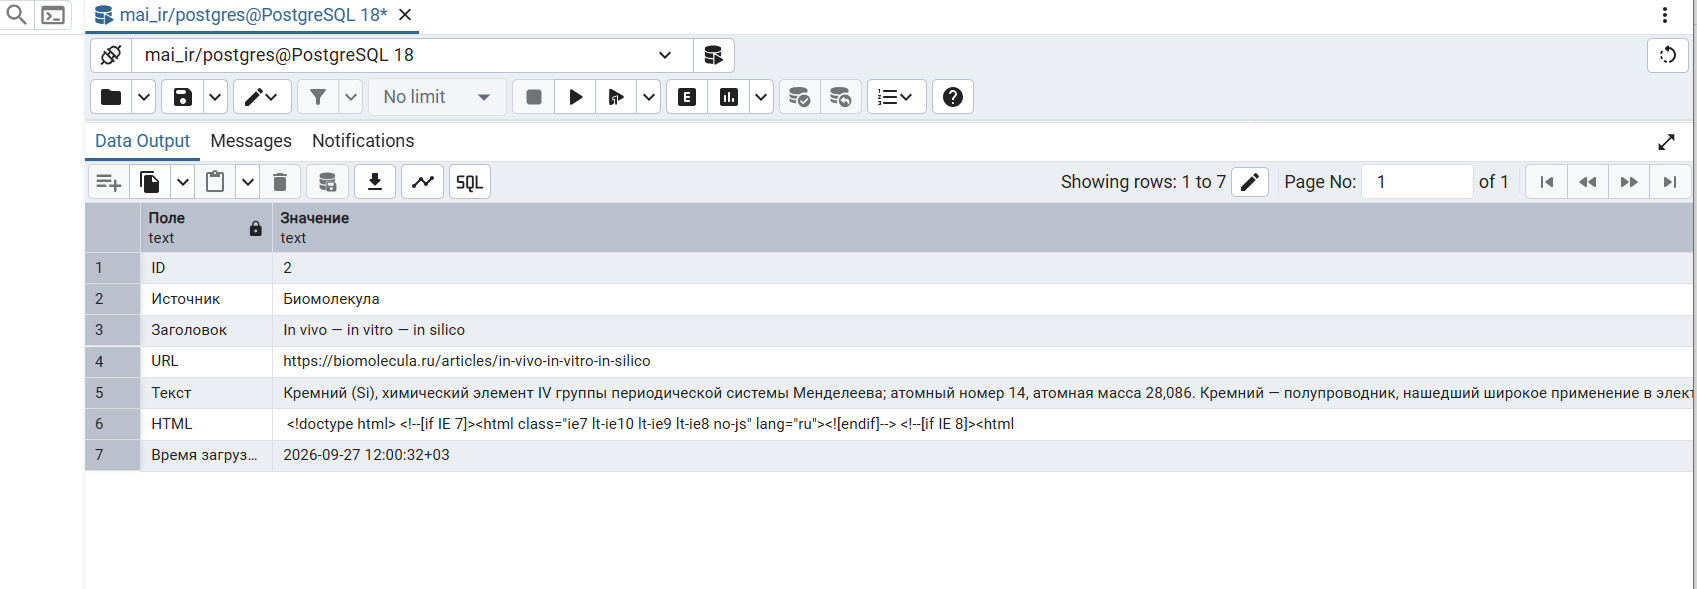 mai_ir/postgres@PostgreSQL 18*
mai_ir/postgres@PostgreSQL 18
No limit
E
Data Output Messages Notifications
SQL Showing rows: 1 to 7 Page No: 1 of 1
Поле Значение
text text
1 ID 2
2 Источник Биомолекула
3 Заголовок In vivo — in vitro — in silico
4 URL https://biomolecula.ru/articles/in-vivo-in-vitro-in-silico
5 Текст Кремний (Si), химический элемент IV группы периодической системы Менделеева; атомный номер 14, атомная масса 28,086. Кремний — полупроводник, нашедший широкое применение в элект
6 HTML <!doctype html> <!--[if IE 7]><html class="ie7 lt-ie10 lt-ie9 lt-ie8 no-js" lang="ru"><![endif]--> <!--[if IE 8]><html
7 Время загруз... 2026-09-27 12:00:32+03